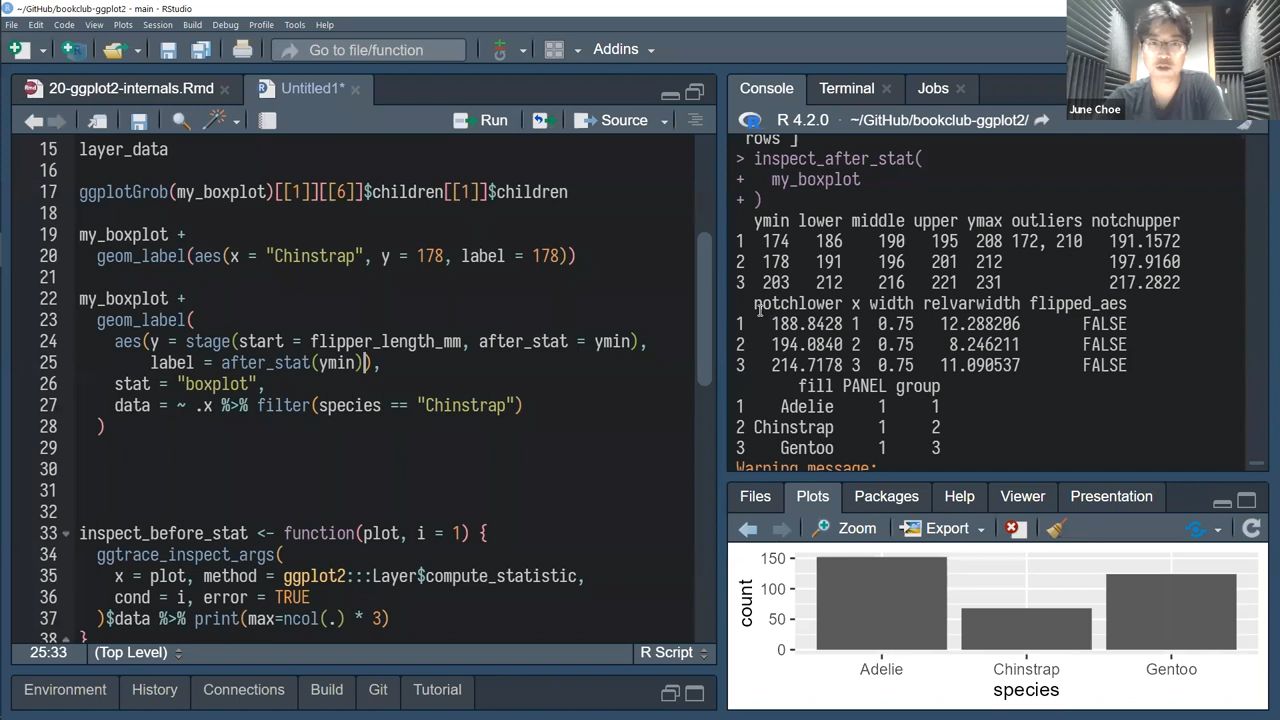 ~/GitHub/bookclub-ggplot2 - main - RStudio
File Edit Code View Plots Session Build Debug Profile Tools Help
Go to file/function Addins
20-ggplot2-internals.Rmd Untitled1*
Run Source
15 layer_data
16
17 ggplotGrob(my_boxplot)[[1]][[6]]$children[[1]]$children
18
19 my_boxplot +
20 geom_label(aes(x = "Chinstrap", y = 178, label = 178))
21
22 my_boxplot +
23 geom_label(
24 aes(y = stage(start = flipper_length_mm, after_stat = ymin),
25 label = after_stat(ymin)),
26 stat = "boxplot",
27 data = ~ .x %>% filter(species == "Chinstrap")
28 )
29
30
31
32
33 inspect_before_stat <- function(plot, i = 1) {
34 ggtrace_inspect_args(
35 x = plot, method = ggplot2:::Layer$compute_statistic,
36 cond = i, error = TRUE
37 )$data %>% print(max=ncol(.) * 3)
38 }
25:33 (Top Level) R Script
Environment History Connections Build Git Tutorial
Console Terminal Jobs
June Choe
R 4.2.0 ~/GitHub/bookclub-ggplot2/
rows ]
> inspect_after_stat(
+ my_boxplot
+ )
ymin lower middle upper ymax outliers notchupper
1 174 186 190 195 208 172, 210 191.1572
2 178 191 196 201 212 197.9160
3 203 212 216 221 231 217.2822
notchlower x width relvarwidth flipped_aes
1 188.8428 1 0.75 12.288206 FALSE
2 194.0840 2 0.75 8.246211 FALSE
3 214.7178 3 0.75 11.090537 FALSE
fill PANEL group
1 Adelie 1 1
2 Chinstrap 1 2
3 Gentoo 1 3
Warning message:
Files Plots Packages Help Viewer Presentation
Zoom Export
150
100
50
0
count
Adelie Chinstrap Gentoo
species